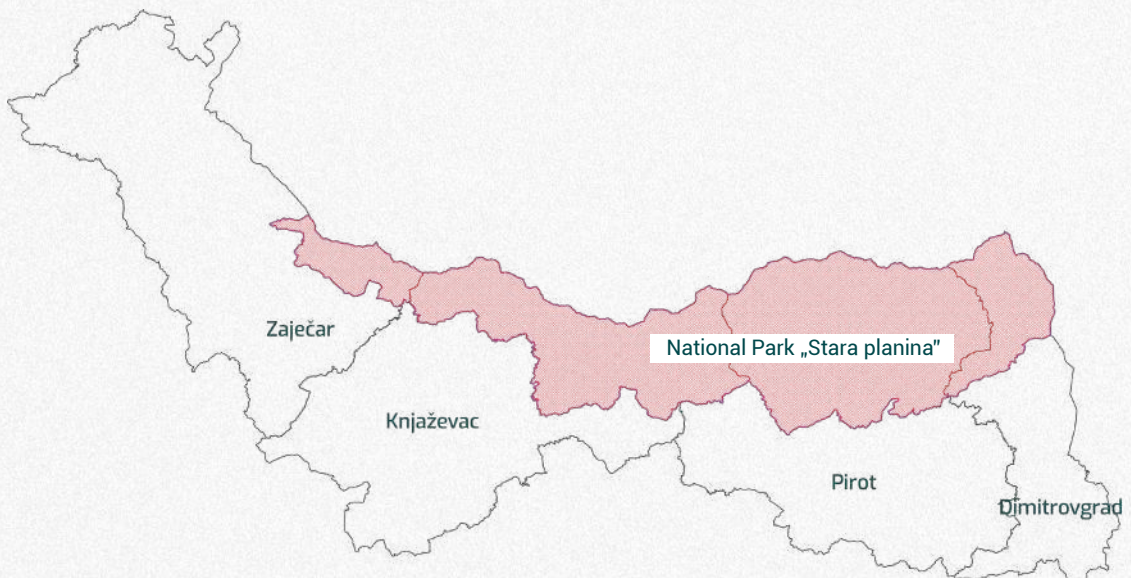 Zaječar
National Park „Stara planina”
Knjaževac
Pirot
Dimitrovgrad